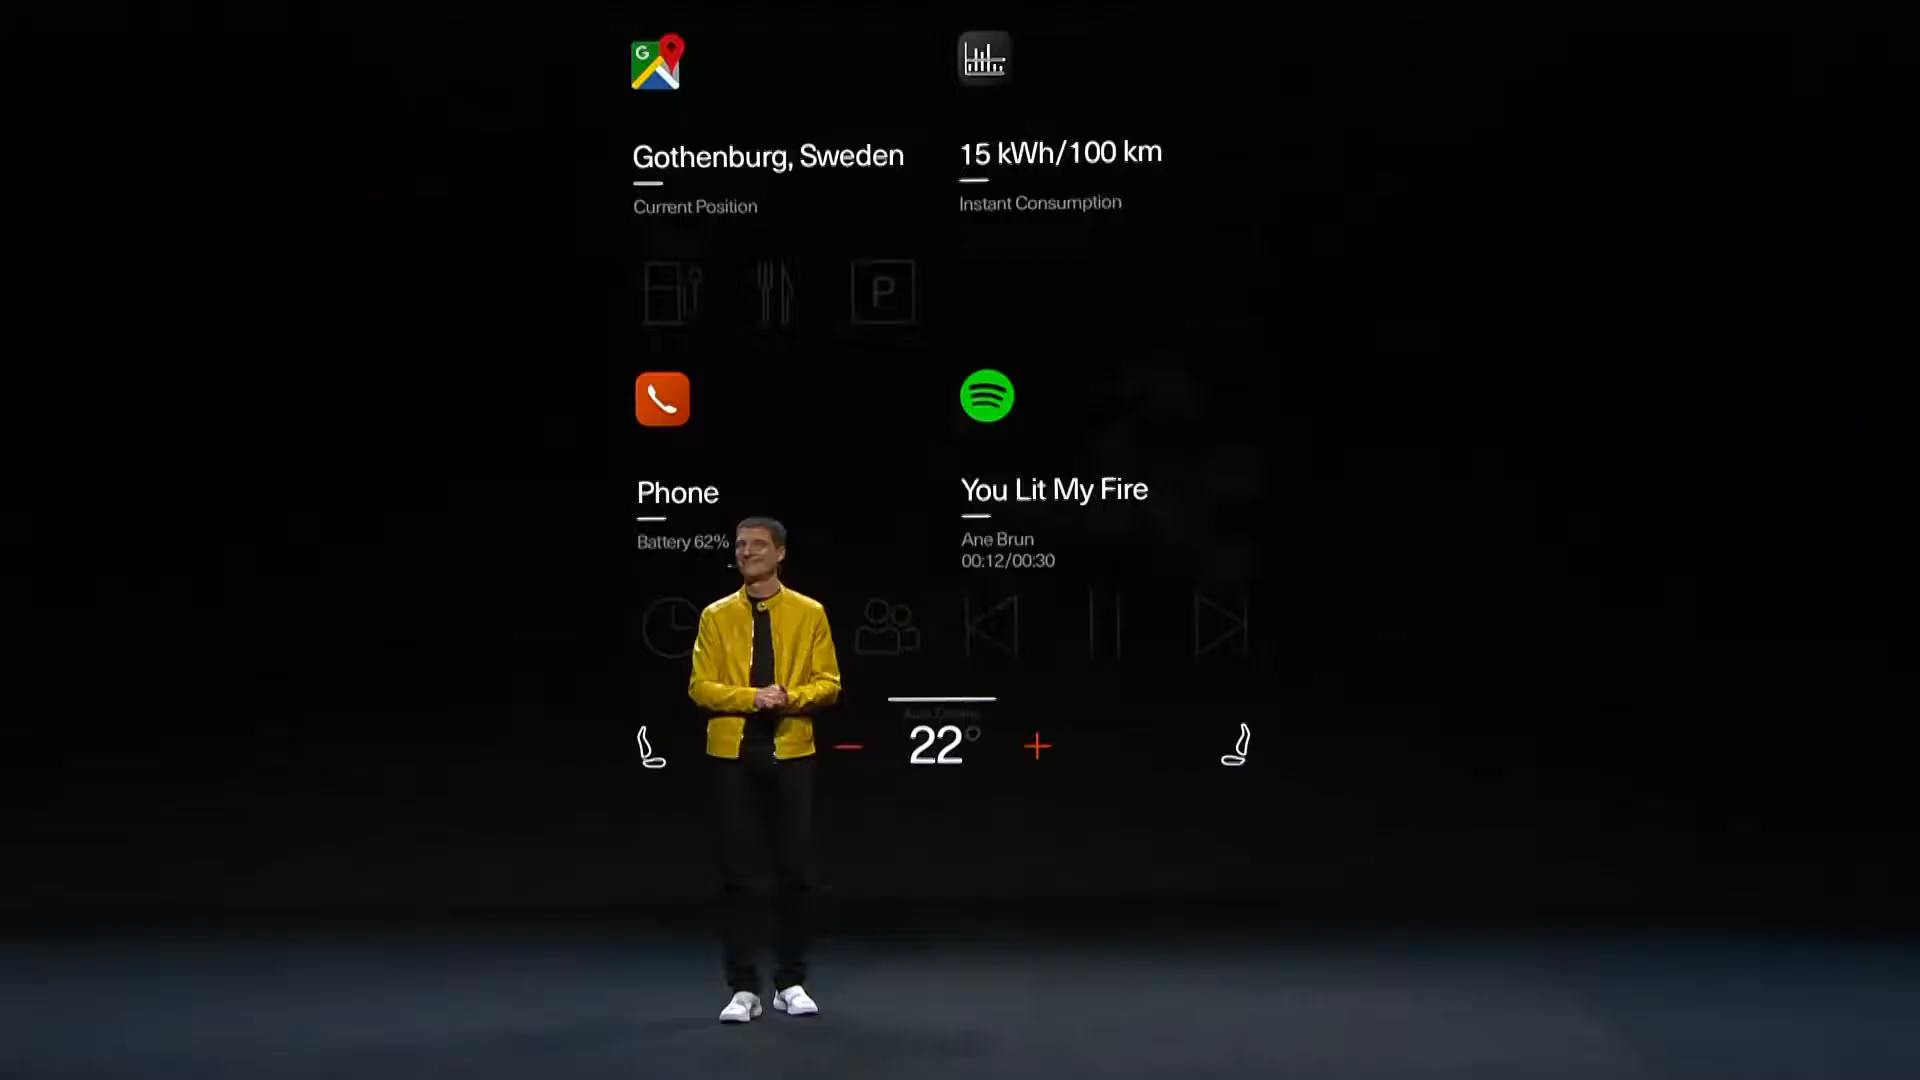 G
Gothenburg, Sweden
Current Position
15 kWh/100 km
Instant Consumption
P
Phone
Battery 62%
You Lit My Fire
Ane Brun
00:12/00:30
22°